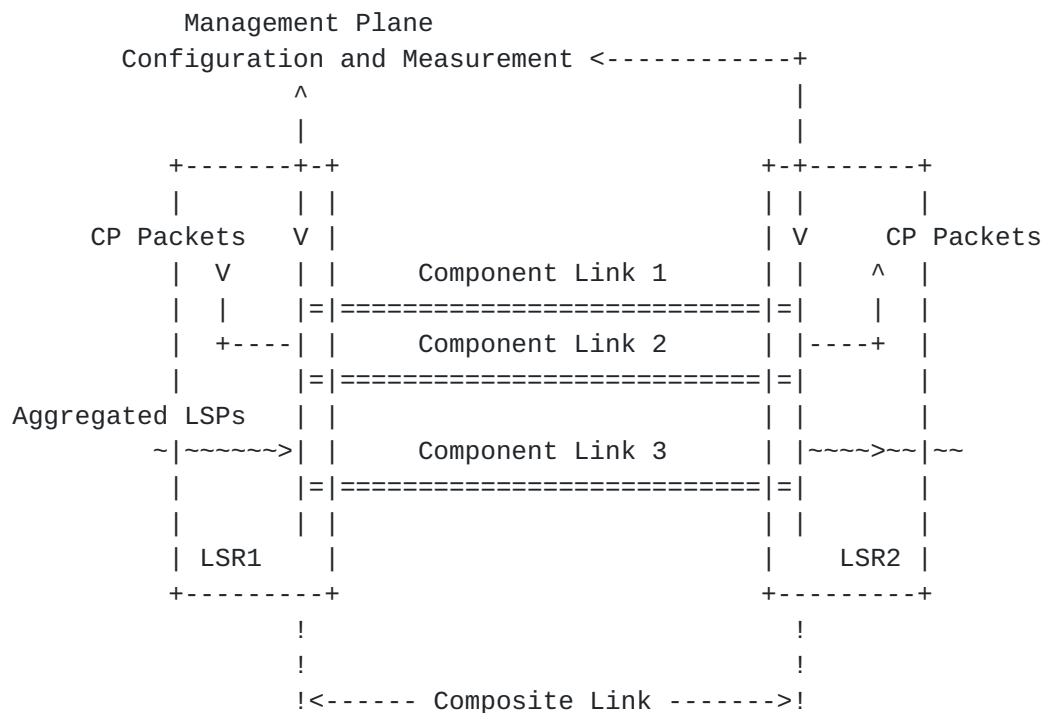 Management Plane
Configuration and Measurement <------------+
^ |
| |
+-------+-+ +-+-------+
| | | | | |
CP Packets V | | V CP Packets
| V | | Component Link 1 | | ^ |
| | |=|===========================|=| | |
| +----| | Component Link 2 | |----+ |
| |=|===========================|=| |
Aggregated LSPs | | | | |
~|~~~~~~>| | Component Link 3 | |~~~~>~~|~~
| |=|===========================|=| |
| | | | | |
| LSR1 | | LSR2 |
+---------+ +---------+
! !
! !
!<------ Composite Link ------->!